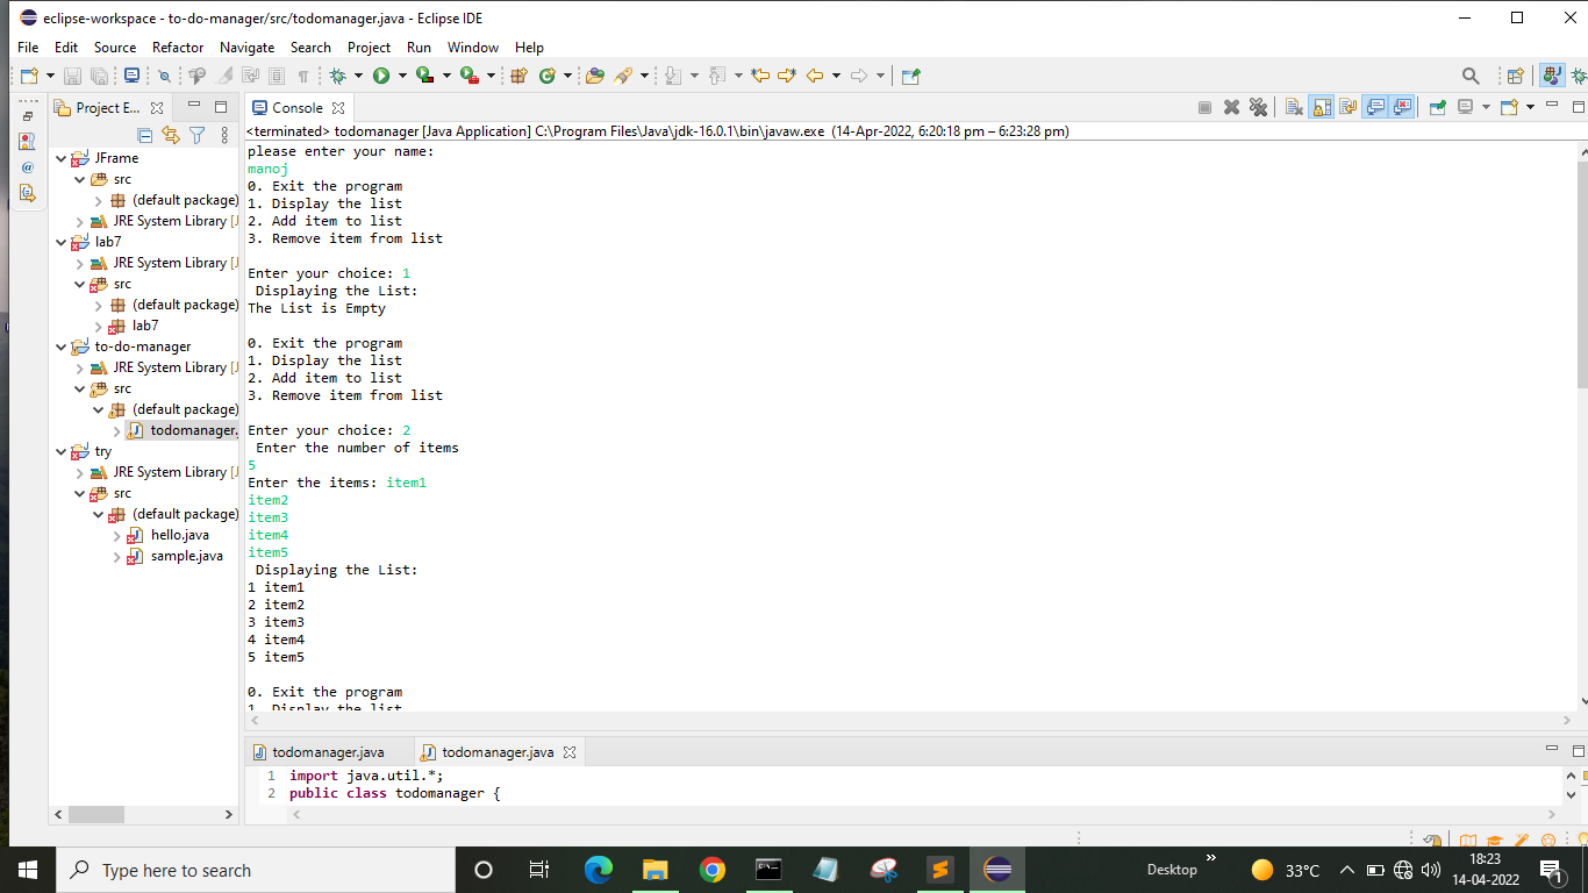 eclipse-workspace - to-do-manager/src/todomanager.java - Eclipse IDE
File Edit Source Refactor Navigate Search Project Run Window Help
Project E...
Console
<terminated> todomanager [Java Application] C:\Program Files\Java\jdk-16.0.1\bin\javaw.exe (14-Apr-2022, 6:20:18 pm – 6:23:28 pm)
JFrame
src
(default package)
JRE System Library [J
lab7
JRE System Library [J
src
(default package)
lab7
to-do-manager
JRE System Library [J
src
(default package)
todomanager.
try
JRE System Library [J
src
(default package)
hello.java
sample.java
please enter your name:
manoj
0. Exit the program
1. Display the list
2. Add item to list
3. Remove item from list
Enter your choice: 1
Displaying the List:
The List is Empty
0. Exit the program
1. Display the list
2. Add item to list
3. Remove item from list
Enter your choice: 2
Enter the number of items
5
Enter the items: item1
item2
item3
item4
item5
Displaying the List:
1 item1
2 item2
3 item3
4 item4
5 item5
0. Exit the program
1. Display the list
todomanager.java
todomanager.java
1 import java.util.*;
2 public class todomanager {
Type here to search
Desktop
33°C
18:23
14-04-2022
1